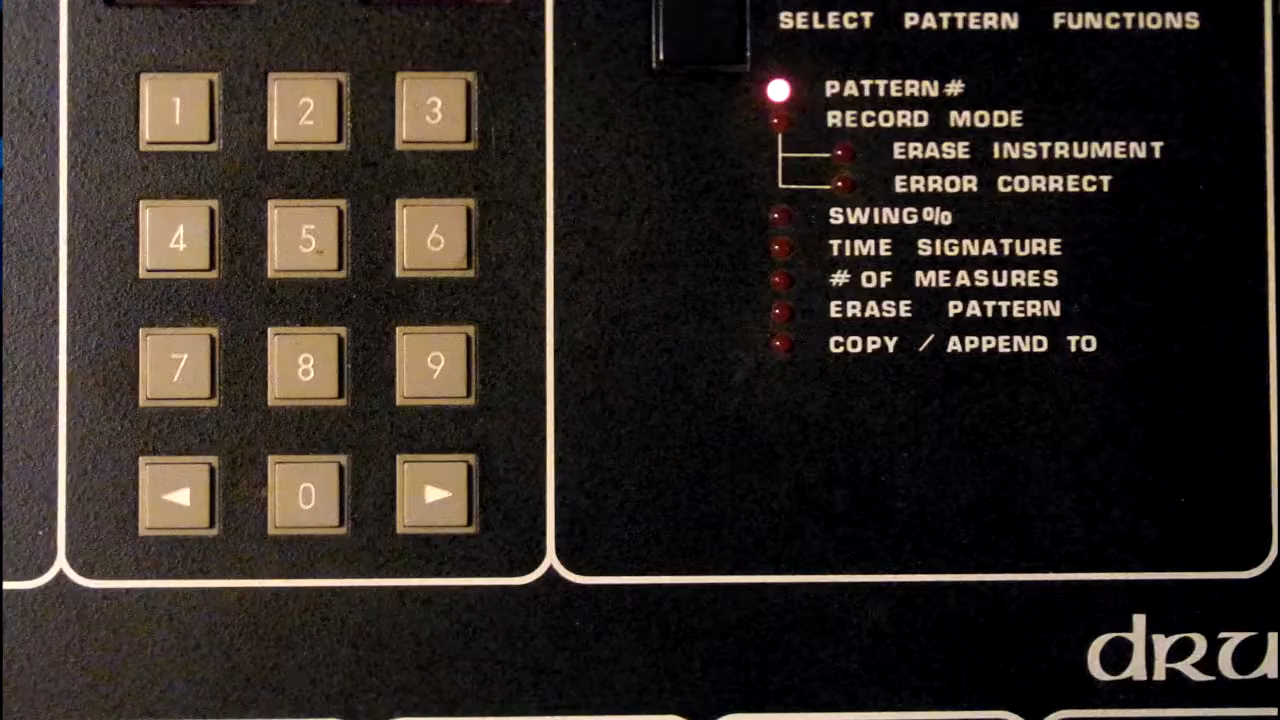 SELECT PATTERN FUNCTIONS
PATTERN #
RECORD MODE
ERASE INSTRUMENT
ERROR CORRECT
SWING %
TIME SIGNATURE
# OF MEASURES
ERASE PATTERN
COPY / APPEND TO
1 2 3
4 5 6
7 8 9
◄ 0 ►
dru